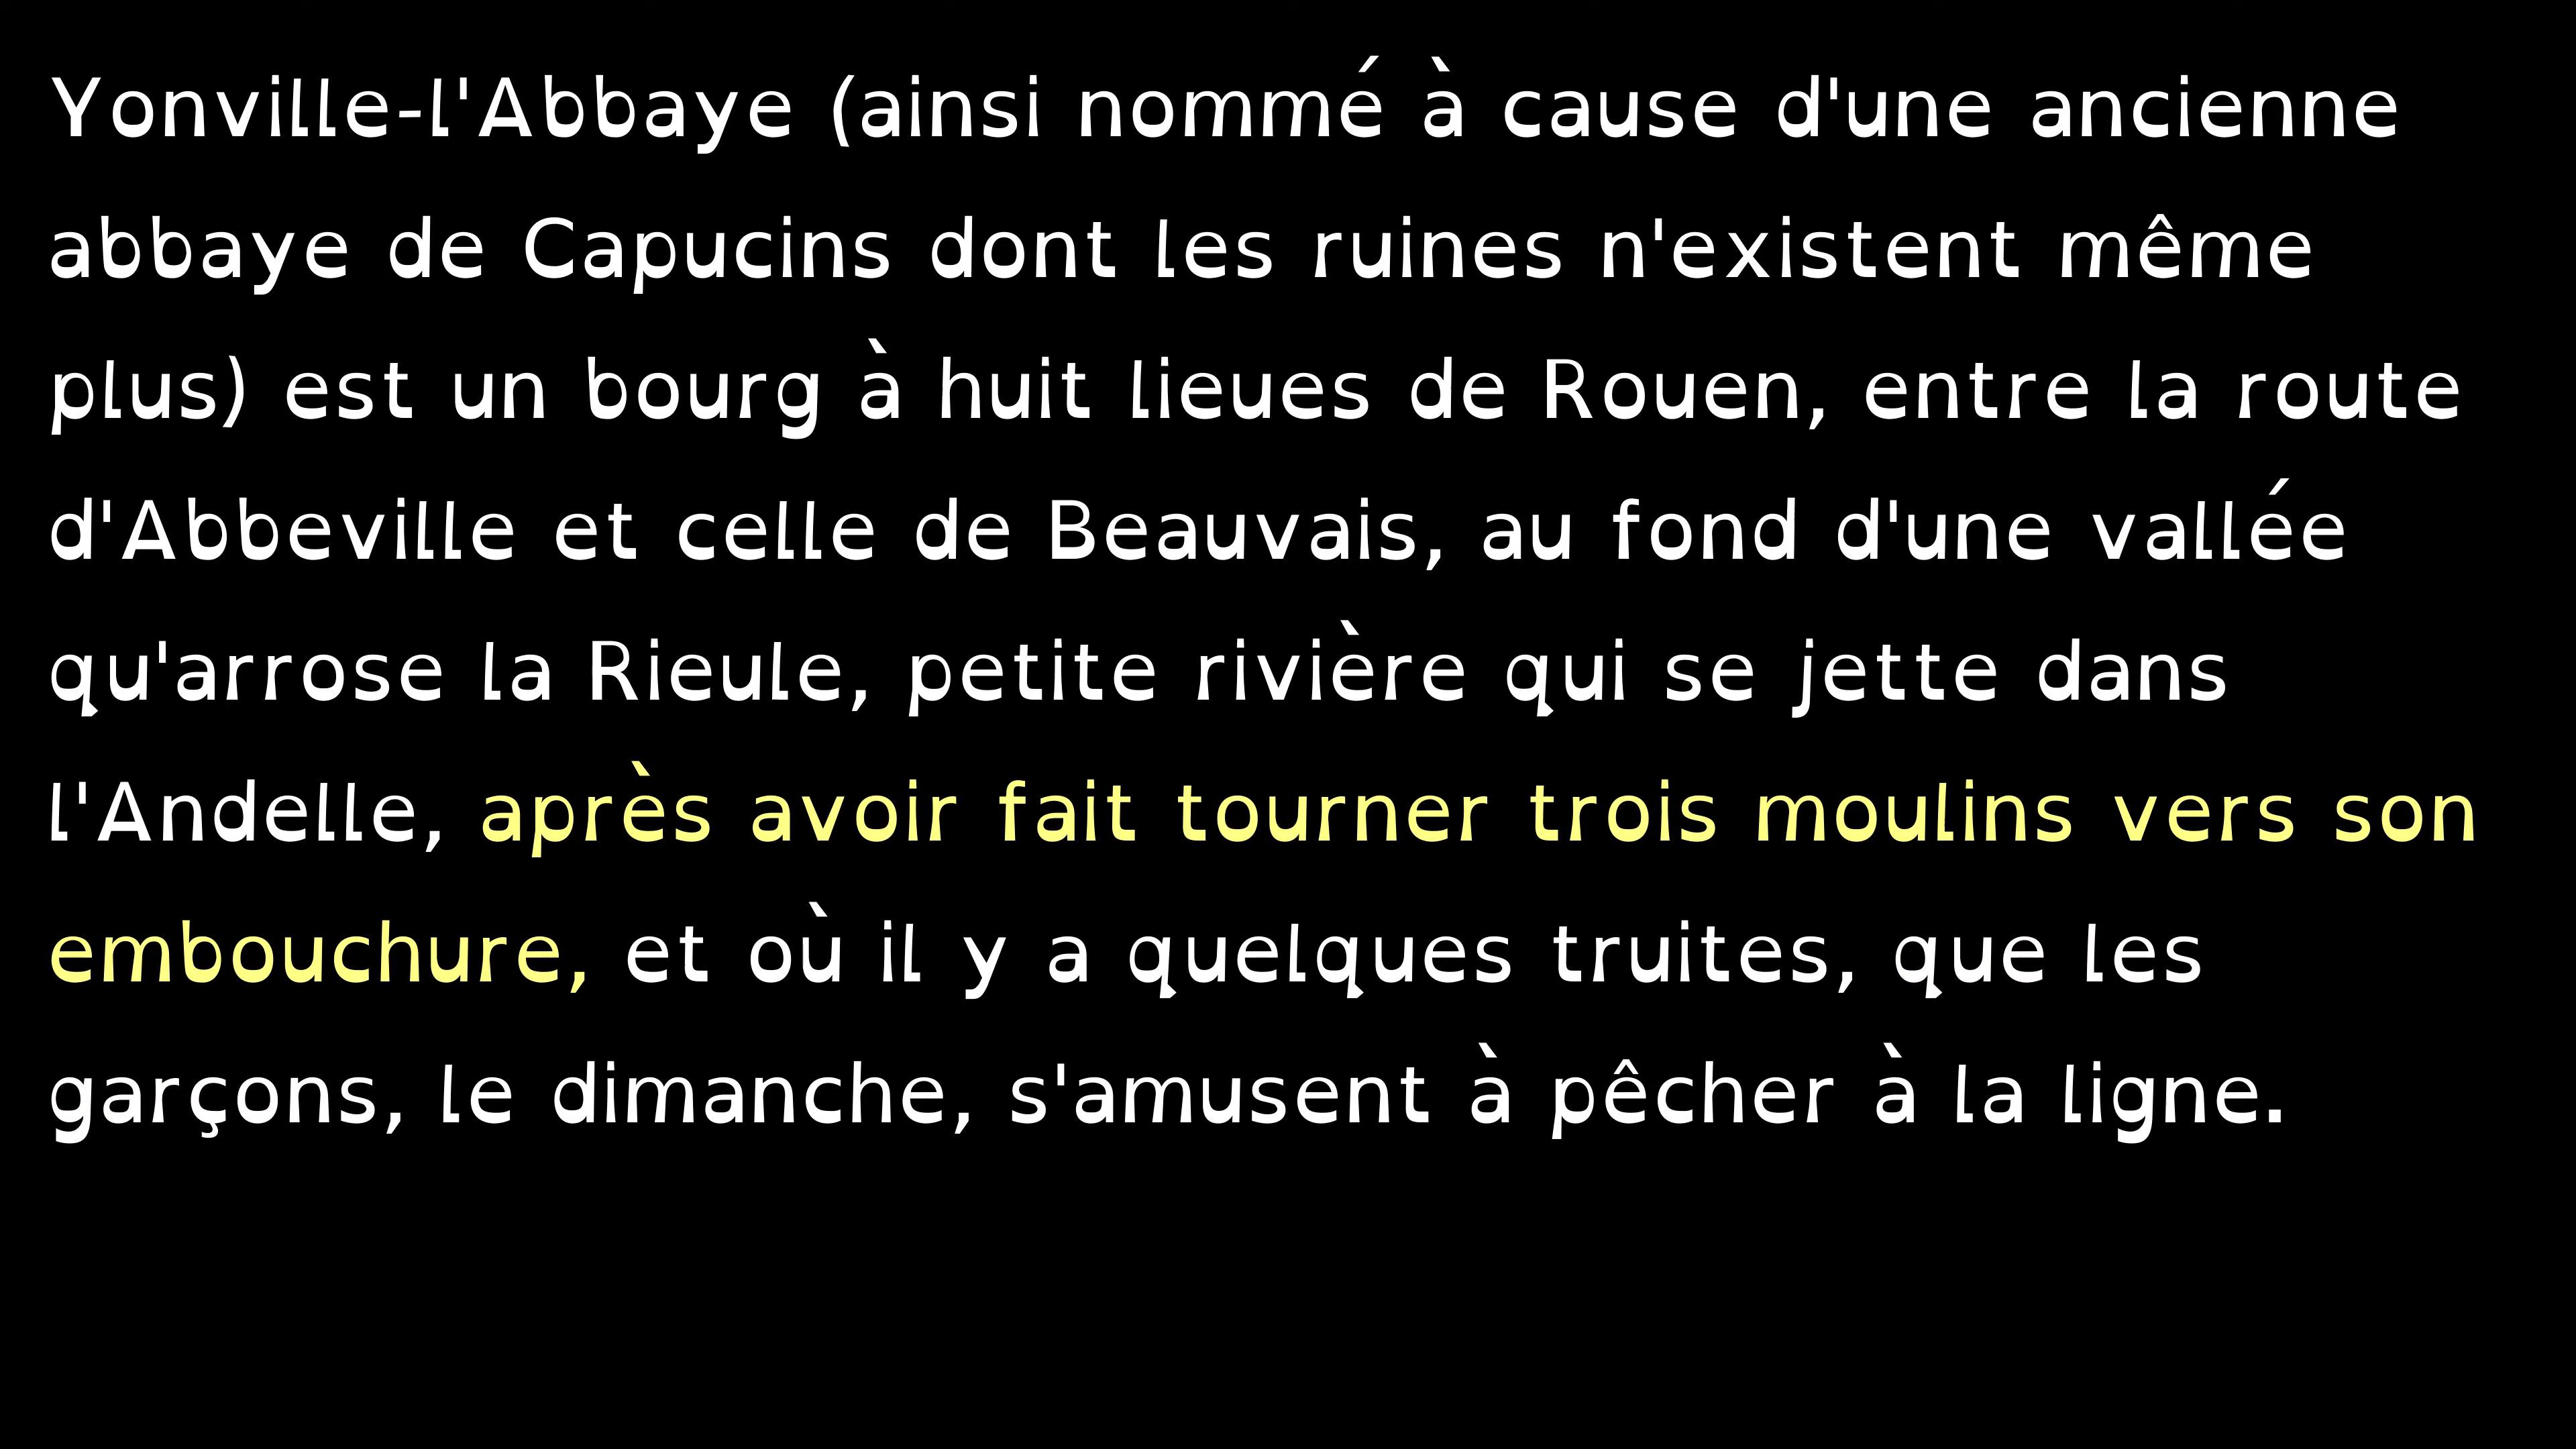 Yonville-l'Abbaye (ainsi nommé à cause d'une ancienne
abbaye de Capucins dont les ruines n'existent même
plus) est un bourg à huit lieues de Rouen, entre la route
d'Abbeville et celle de Beauvais, au fond d'une vallée
qu'arrose la Rieule, petite rivière qui se jette dans
l'Andelle, après avoir fait tourner trois moulins vers son
embouchure, et où il y a quelques truites, que les
garçons, le dimanche, s'amusent à pêcher à la ligne.